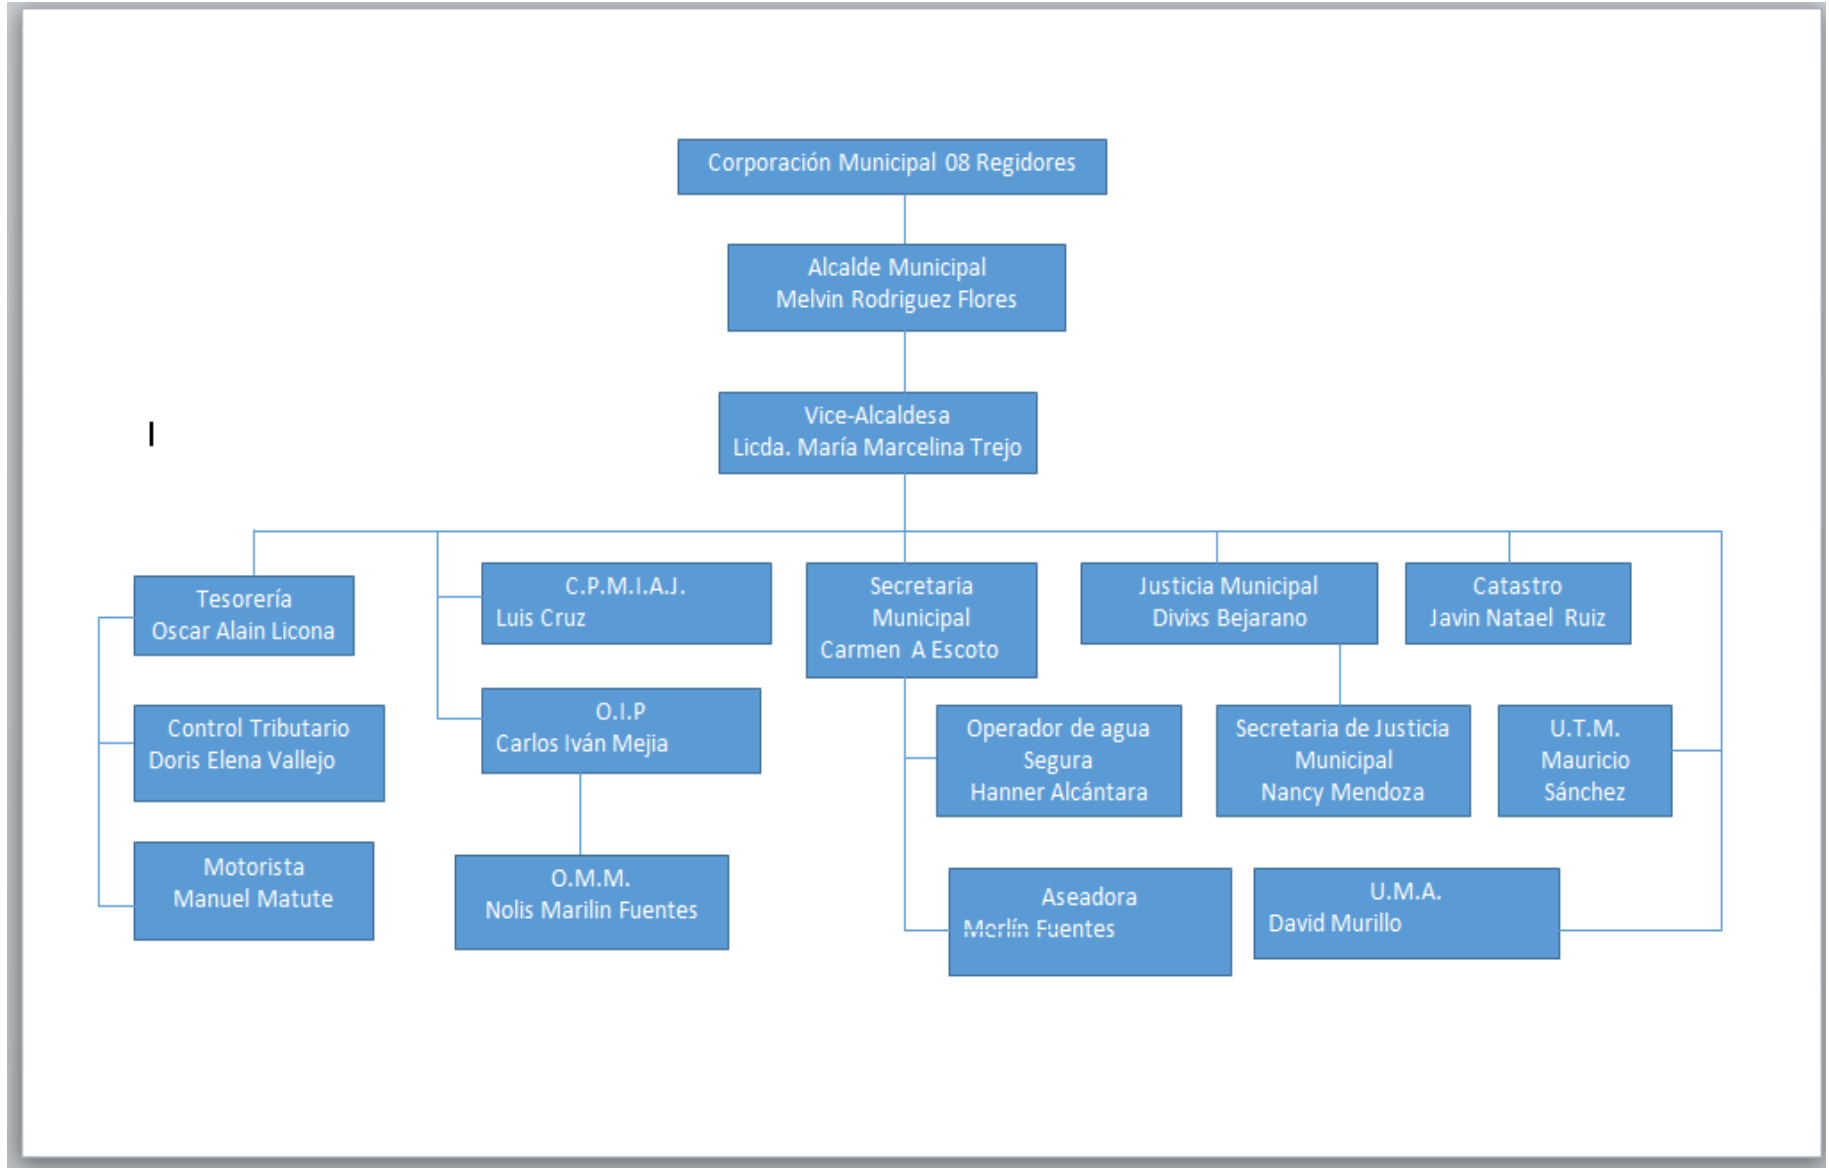 Corporación Municipal 08 Regidores
Alcalde Municipal
Melvin Rodriguez Flores
Vice-Alcaldesa
Licda. María Marcelina Trejo
Tesorería
Oscar Alain Licona
C.P.M.I.A.J.
Luis Cruz
Secretaria
Municipal
Carmen A Escoto
Justicia Municipal
Divixs Bejarano
Catastro
Javin Natael Ruiz
Control Tributario
Doris Elena Vallejo
O.I.P
Carlos Iván Mejia
Operador de agua
Segura
Hanner Alcántara
Secretaria de Justicia
Municipal
Nancy Mendoza
U.T.M.
Mauricio
Sánchez
Motorista
Manuel Matute
O.M.M.
Nolis Marilin Fuentes
Aseadora
Merlín Fuentes
U.M.A.
David Murillo